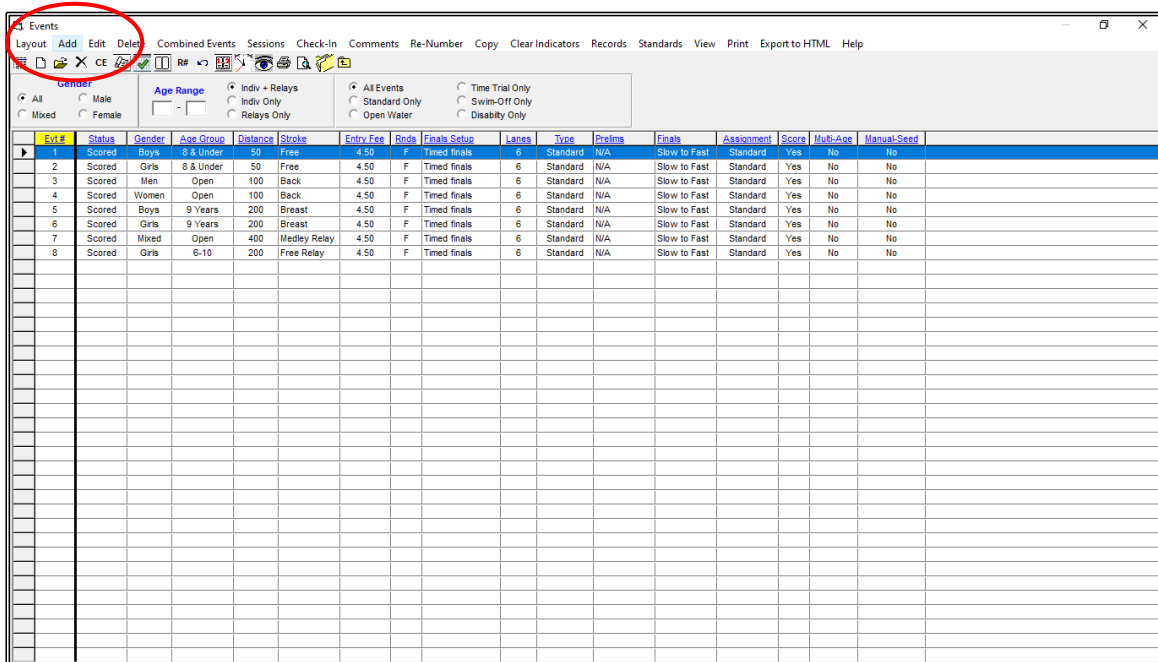 Events
Layout Add Edit Delete Combined Events Sessions Check-In Comments Re-Number Copy Clear Indicators Records Standards View Print Export to HTML Help
CE R#
Gender
Age Range
Indiv + Relays All Events Time Trial Only
All Male
Indiv Only Standard Only Swim-Off Only
-
Mixed Female
Relays Only Open Water Disabilty Only
Evt # Status Gender Age Group Distance Stroke Entry Fee Rnds Finals Setup Lanes Type Prelims Finals Assignment Score Multi-Age Manual-Seed
1 Scored Boys 8 & Under 50 Free 4.50 F Timed finals 6 Standard N/A Slow to Fast Standard Yes No No
2 Scored Girls 8 & Under 50 Free 4.50 F Timed finals 6 Standard N/A Slow to Fast Standard Yes No No
3 Scored Men Open 100 Back 4.50 F Timed finals 6 Standard N/A Slow to Fast Standard Yes No No
4 Scored Women Open 100 Back 4.50 F Timed finals 6 Standard N/A Slow to Fast Standard Yes No No
5 Scored Boys 9 Years 200 Breast 4.50 F Timed finals 6 Standard N/A Slow to Fast Standard Yes No No
6 Scored Girls 9 Years 200 Breast 4.50 F Timed finals 6 Standard N/A Slow to Fast Standard Yes No No
7 Scored Mixed Open 400 Medley Relay 4.50 F Timed finals 6 Standard N/A Slow to Fast Standard Yes No No
8 Scored Girls 6-10 200 Free Relay 4.50 F Timed finals 6 Standard N/A Slow to Fast Standard Yes No No